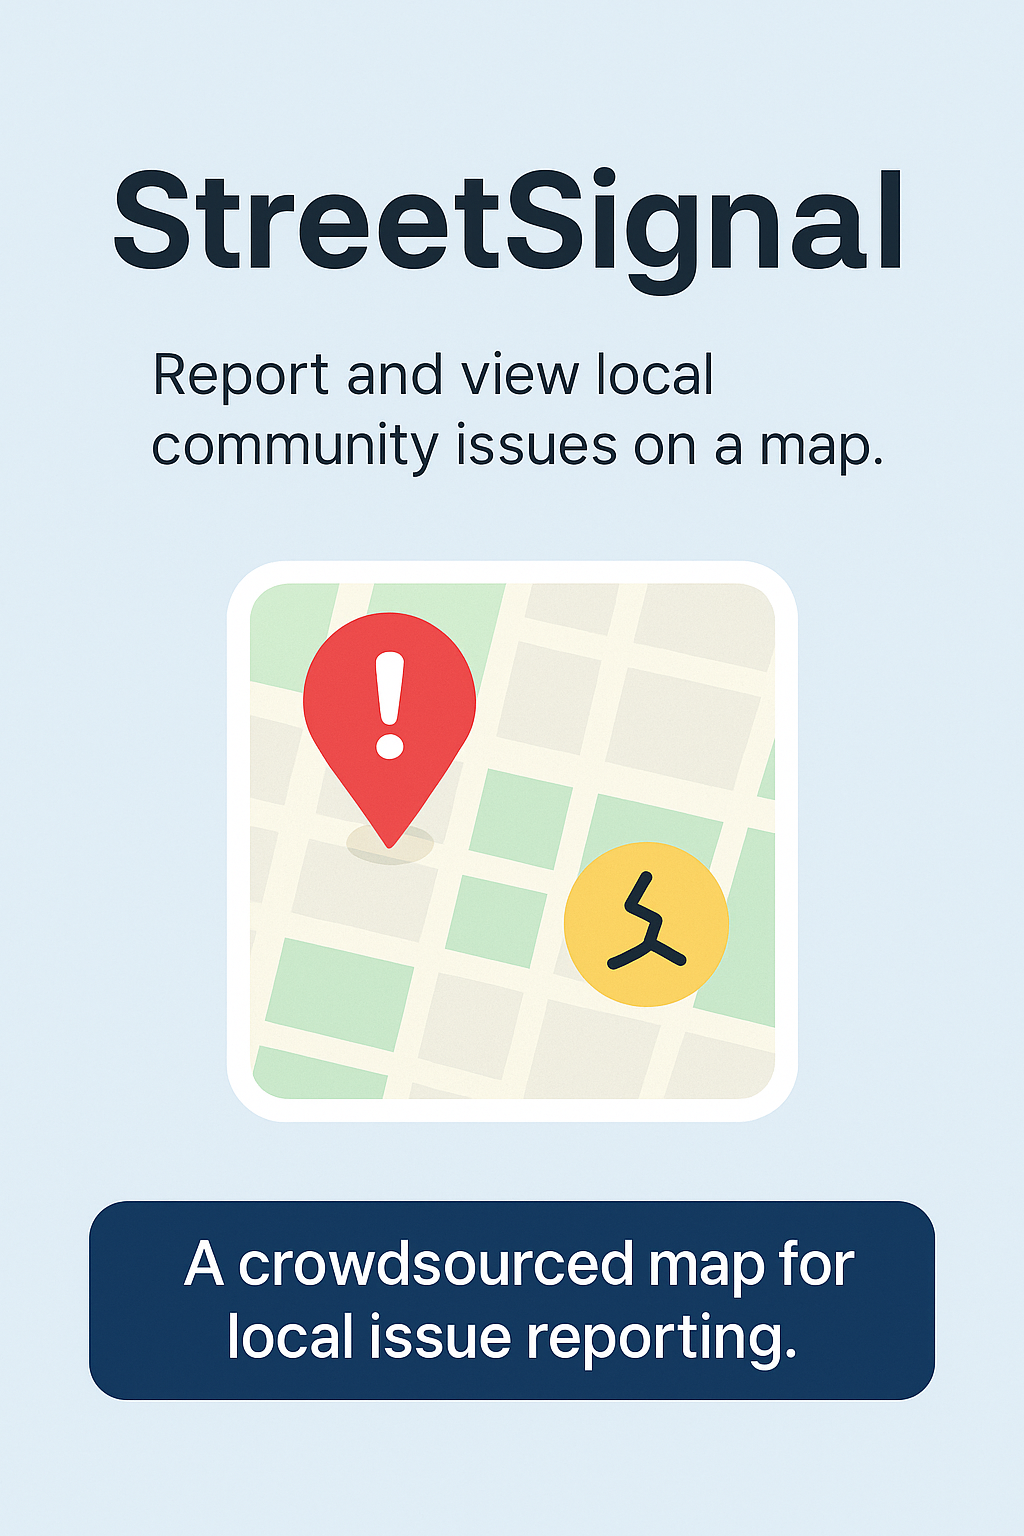 StreetSignal
Report and view local
community issues on a map.
!
A crowdsourced map for
local issue reporting.